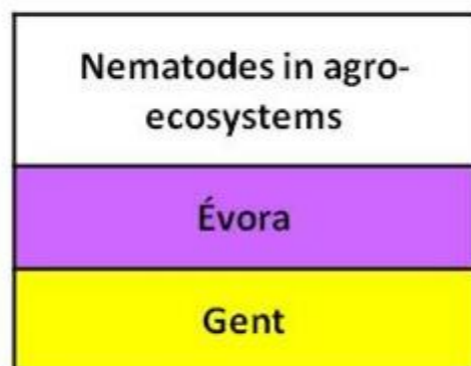 Nematodes in agro-
ecosystems
Évora
Gent